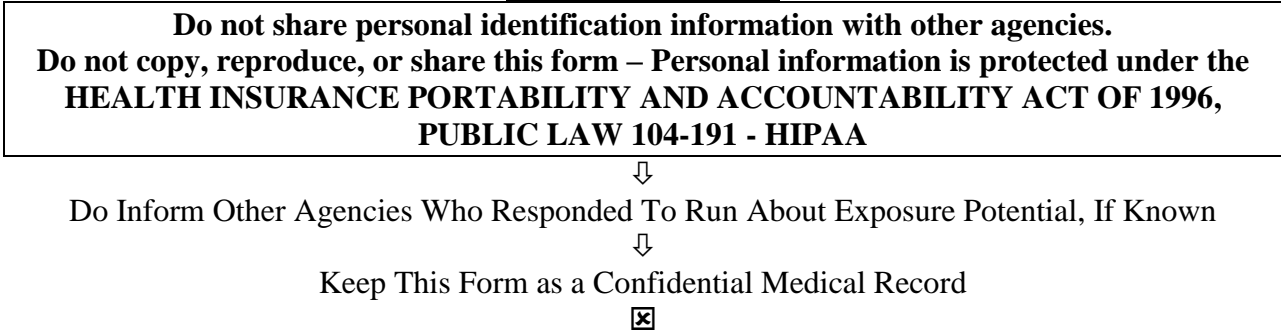 Do not share personal identification information with other agencies.
Do not copy, reproduce, or share this form – Personal information is protected under the
HEALTH INSURANCE PORTABILITY AND ACCOUNTABILITY ACT OF 1996,
PUBLIC LAW 104-191 - HIPAA
⇩
Do Inform Other Agencies Who Responded To Run About Exposure Potential, If Known
⇩
Keep This Form as a Confidential Medical Record
☒